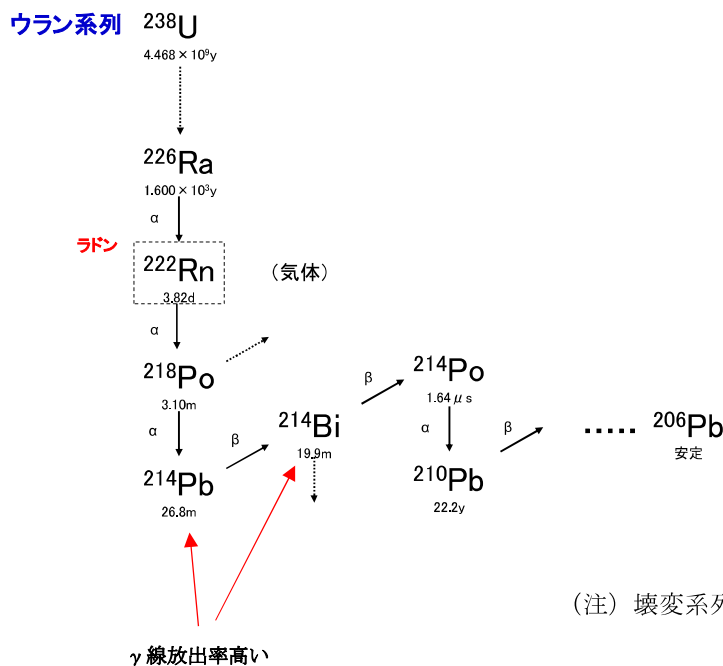 ウラン系列
²³⁸U
4.468×10⁹y
²²⁶Ra
1.600×10³y
α
ラドン
²²²Rn
3.82d
(気体)
α
²¹⁸Po
3.10m
α
²¹⁴Pb
26.8m
β
²¹⁴Bi
19.9m
β
²¹⁴Po
1.64μs
α
²¹⁰Pb
22.2y
β
.....
²⁰⁶Pb
安定
(注) 壊変系列
γ線放出率高い